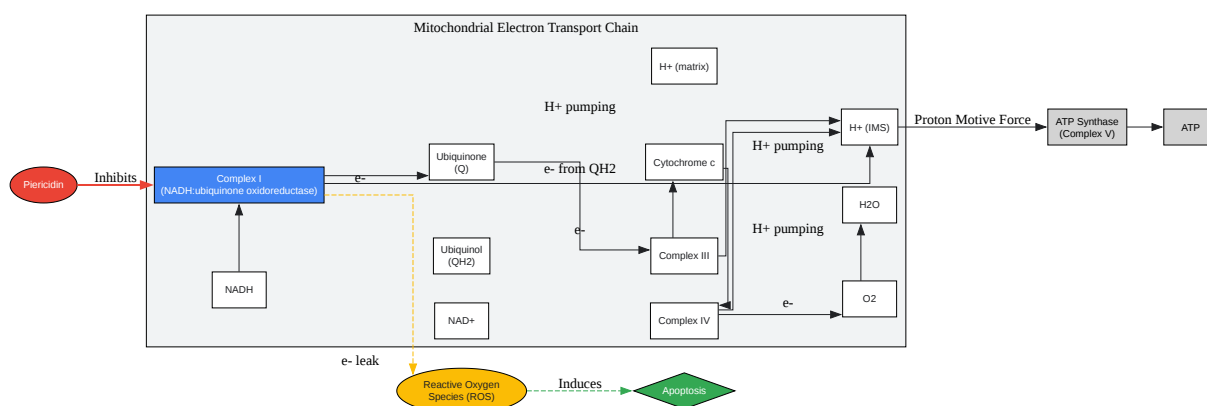 Mitochondrial Electron Transport Chain
H+ (matrix)
H+ pumping
H+ (IMS)
Proton Motive Force
ATP Synthase
(Complex V)
ATP
Ubiquinone
(Q)
Cytochrome c
H+ pumping
e- from QH2
Piericidin
Inhibits
Complex I
(NADH:ubiquinone oxidoreductase)
e-
H2O
e-
H+ pumping
Ubiquinol
(QH2)
Complex III
NADH
O2
e-
NAD+
Complex IV
e- leak
Reactive Oxygen
Species (ROS)
Induces
Apoptosis